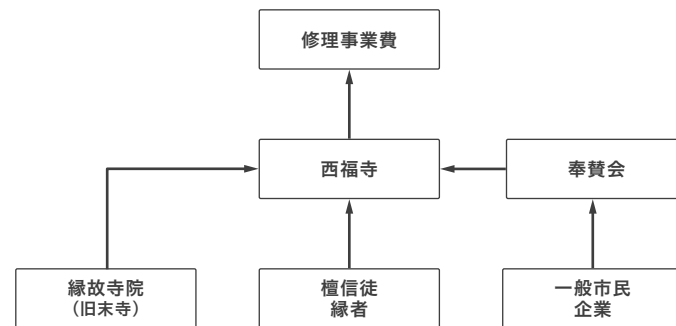 修理事業費
西福寺
奉賛会
縁故寺院
（旧末寺）
檀信徒
縁者
一般市民
企業